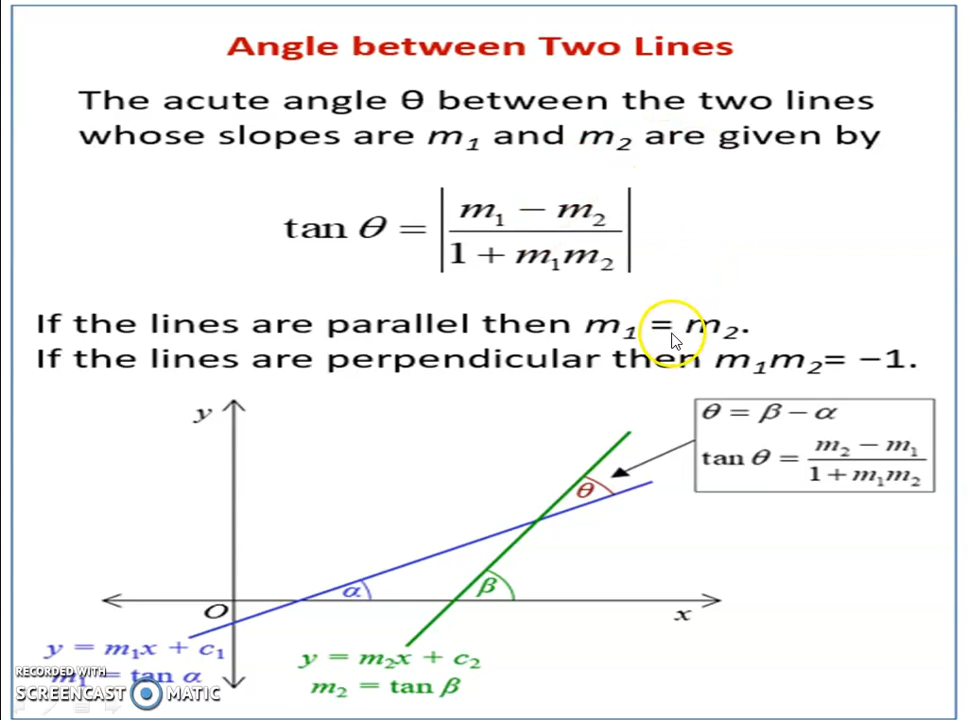 Angle between Two Lines
The acute angle θ between the two lines
whose slopes are m₁ and m₂ are given by
tan θ = |(m₁ − m₂)/(1 + m₁m₂)|
If the lines are parallel then m₁ = m₂.
If the lines are perpendicular then m₁m₂= −1.
y
θ = β − α
tan θ = (m₂ − m₁)/(1 + m₁m₂)
θ
α
β
O
x
y = m₁x + c₁
m₁ = tan α
y = m₂x + c₂
m₂ = tan β
RECORDED WITH
SCREENCAST MATIC